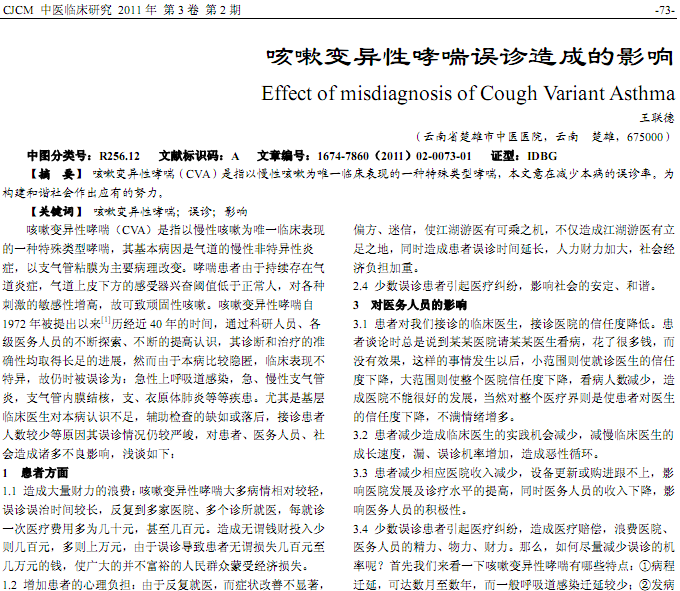 CJCM 中医临床研究 2011 年 第 3 卷 第 2 期
-73-
咳嗽变异性哮喘误诊造成的影响
Effect of misdiagnosis of Cough Variant Asthma
王联德
（云南省楚雄市中医医院，云南 楚雄，675000）
中图分类号：R256.12 文献标识码：A 文章编号：1674-7860（2011）02-0073-01 证型：IDBG
【摘 要】 咳嗽变异性哮喘（CVA）是指以慢性咳嗽为唯一临床表现的一种特殊类型哮喘，本文意在减少本病的误诊率。为
构建和谐社会作出应有的努力。
【关键词】 咳嗽变异性哮喘；误诊；影响
咳嗽变异性哮喘（CVA）是指以慢性咳嗽为唯一临床表现
的一种特殊类型哮喘，其基本病因是气道的慢性非特异性炎
症，以支气管粘膜为主要病理改变。哮喘患者由于持续存在气
道炎症，气道上皮下方的感受器兴奋阈值低于正常人，对各种
刺激的敏感性增高，故可致顽固性咳嗽。咳嗽变异性哮喘自
1972 年被提出以来[1]历经近 40 年的时间，通过科研人员、各
级医务人员的不断探索、不断的提高认识，其诊断和治疗的准
确性均取得长足的进展，然而由于本病比较隐匿，临床表现不
特异，故仍时被误诊为：急性上呼吸道感染，急、慢性支气管
炎，支气管内膜结核，支、衣原体肺炎等等疾患。尤其是基层
临床医生对本病认识不足，辅助检查的缺如或落后，接诊患者
人数较少等原因其误诊情况仍较严峻，对患者、医务人员、社
会造成诸多不良影响，浅谈如下：
1 患者方面
1.1 造成大量财力的浪费：咳嗽变异性哮喘大多病情相对较轻，
误诊误治时间较长，反复到多家医院、多个诊所就医，每就诊
一次医疗费用多为几十元，甚至几百元。造成无谓钱财投入少
则几百元，多则上万元，由于误诊导致患者无谓损失几百元至
几万元的钱，使广大的并不富裕的人民群众蒙受经济损失。
1.2 增加患者的心理负担：由于反复就医，而症状改善不显著，
偏方、迷信，使江湖游医有可乘之机，不仅造成江湖游医有立
足之地，同时造成患者误诊时间延长，人力财力加大，社会经
济负担加重。
2.4 少数误诊患者引起医疗纠纷，影响社会的安定、和谐。
3 对医务人员的影响
3.1 患者对我们接诊的临床医生，接诊医院的信任度降低。患
者谈论时总是说到某某医院请某某医生看病，花了很多钱，而
没有效果，这样的事情发生以后，小范围则使就诊医生的信任
度下降，大范围则使整个医院信任度下降，看病人数减少，造
成医院不能很好的发展，当然对整个医疗界则是使患者对医生
的信任度下降，不满情绪增多。
3.2 患者减少造成临床医生的实践机会减少，减慢临床医生的
成长速度，漏、误诊机率增加，造成恶性循环。
3.3 患者减少相应医院收入减少，设备更新或购进跟不上，影
响医院发展及诊疗水平的提高，同时医务人员的收入下降，影
响医务人员的积极性。
3.4 少数误诊患者引起医疗纠纷，造成医疗赔偿，浪费医院、
医务人员的精力、物力、财力。那么，如何尽量减少误诊的机
率呢？首先我们来看一下咳嗽变异性哮喘有哪些特点：①病程
迁延，可达数月至数年，而一般呼吸道感染迁延较少；②发病